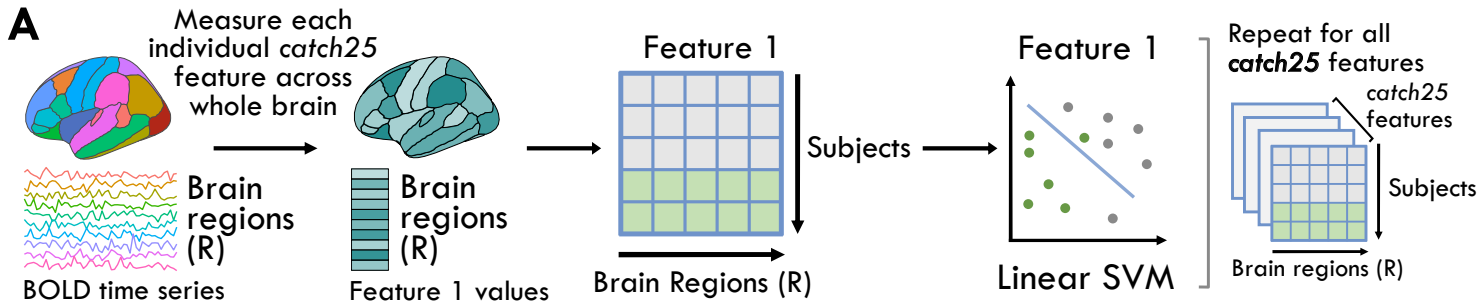 A
Measure each
individual catch25
feature across
whole brain
Brain
regions
(R)
BOLD time series
Brain
regions
(R)
Feature 1 values
Feature 1
Subjects
Brain Regions (R)
Feature 1
Linear SVM
Repeat for all
catch25 features
catch25
features
Subjects
Brain regions (R)